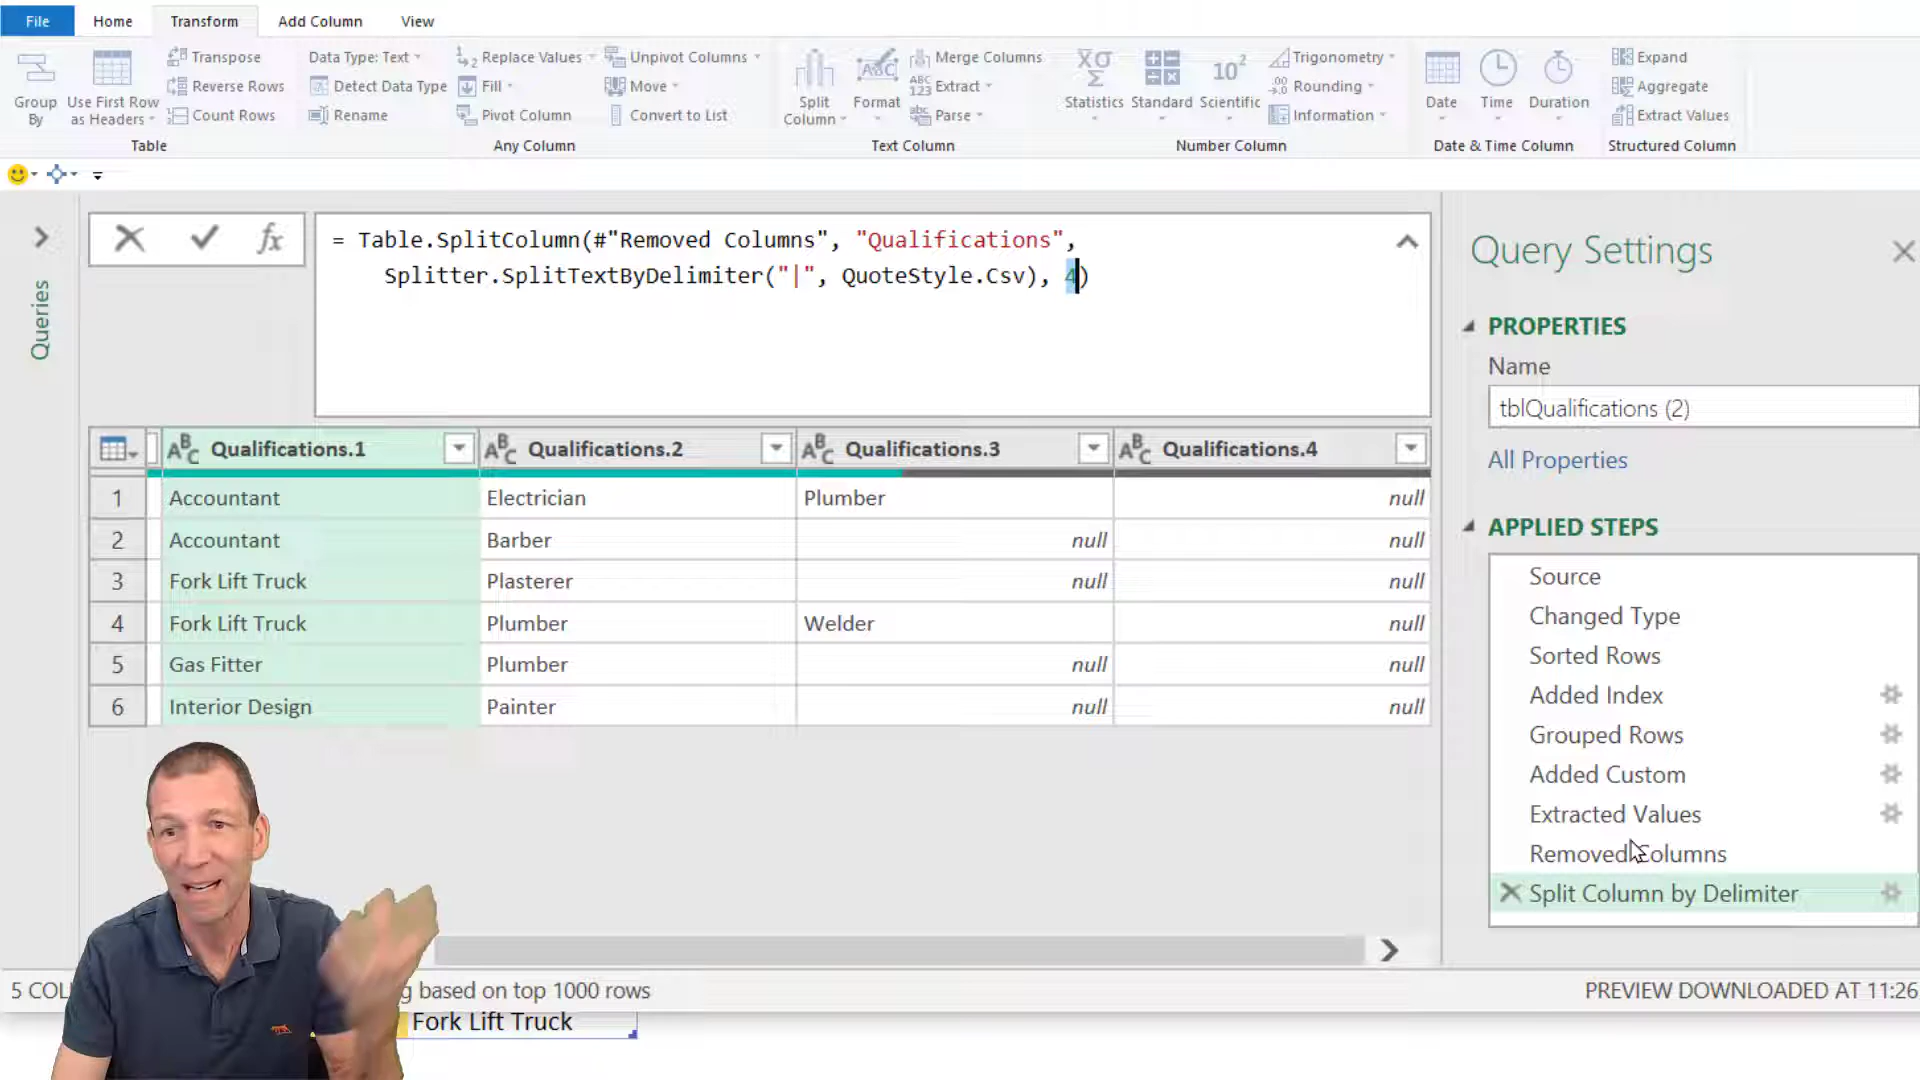 File Home Transform Add Column View
Transpose Data Type: Text Replace Values Unpivot Columns Merge Columns Trigonometry Expand
Reverse Rows Detect Data Type Fill Move Extract Rounding Aggregate
Group By Use First Row as Headers Count Rows Rename Pivot Column Convert to List Split Column Format Parse Statistics Standard Scientific Information Date Time Duration Extract Values
Table Any Column Text Column Number Column Date & Time Column Structured Column
fx = Table.SplitColumn(#"Removed Columns", "Qualifications",
Splitter.SplitTextByDelimiter("|", QuoteStyle.Csv), 4)
Queries
Qualifications.1 Qualifications.2 Qualifications.3 Qualifications.4
1 Accountant Electrician Plumber null
2 Accountant Barber null null
3 Fork Lift Truck Plasterer null null
4 Fork Lift Truck Plumber Welder null
5 Gas Fitter Plumber null null
6 Interior Design Painter null null
Query Settings
PROPERTIES
Name
tblQualifications (2)
All Properties
APPLIED STEPS
Source
Changed Type
Sorted Rows
Added Index
Grouped Rows
Added Custom
Extracted Values
Removed Columns
Split Column by Delimiter
5 based on top 1000 rows PREVIEW DOWNLOADED AT 11:26
Fork Lift Truck